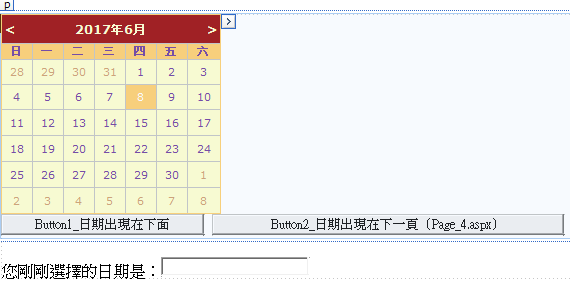 p
< 2017年6月 >
日 一 二 三 四 五 六
28 29 30 31 1 2 3
4 5 6 7 8 9 10
11 12 13 14 15 16 17
18 19 20 21 22 23 24
25 26 27 28 29 30 1
2 3 4 5 6 7 8
Button1_日期出現在下面 Button2_日期出現在下一頁（Page_4.aspx）
您剛剛選擇的日期是：